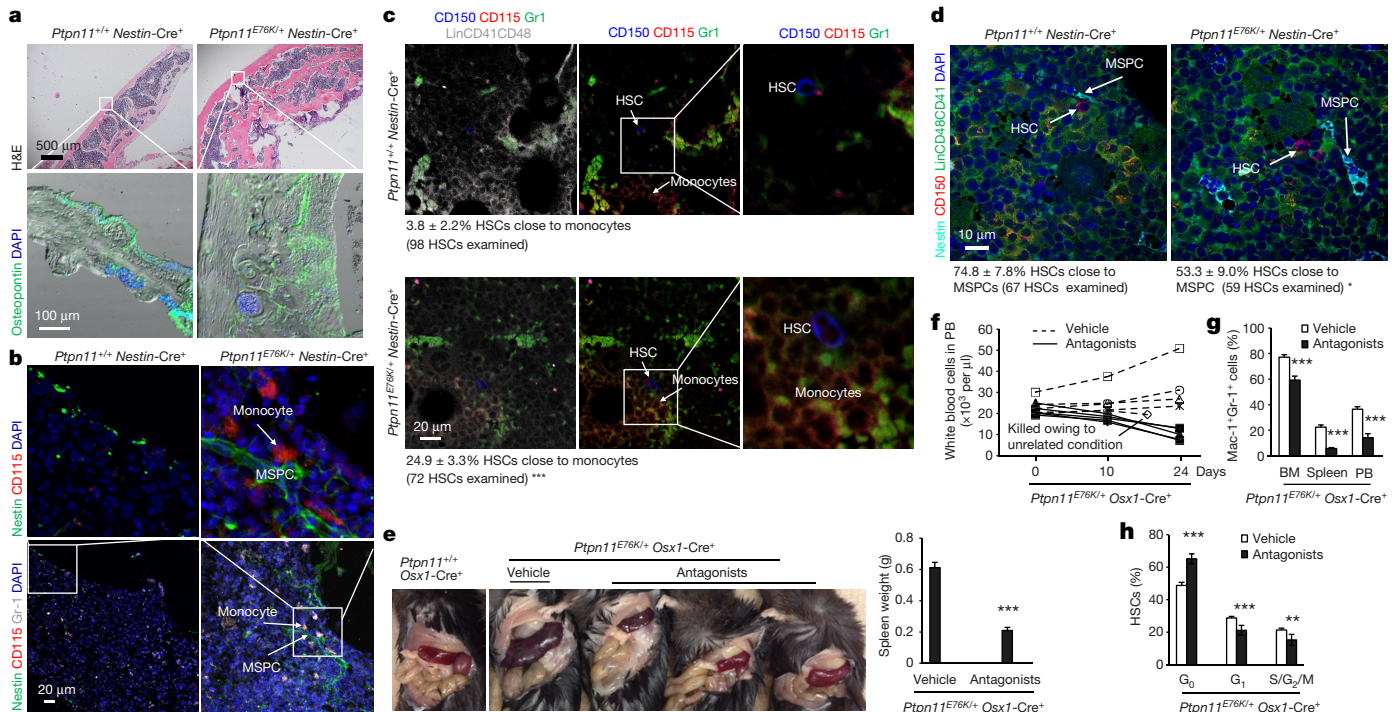 a
Ptpn11+/+ Nestin-Cre+
Ptpn11E76K/+ Nestin-Cre+
H&E
500 μm
Osteopontin DAPI
100 μm
b
Ptpn11+/+ Nestin-Cre+
Ptpn11E76K/+ Nestin-Cre+
Nestin CD115 DAPI
Monocyte
MSPC
Nestin CD115 Gr-1 DAPI
Monocyte
MSPC
20 μm
c
CD150 CD115 Gr1
LinCD41CD48
CD150 CD115 Gr1
CD150 CD115 Gr1
Ptpn11+/+ Nestin-Cre+
HSC
Monocytes
HSC
3.8 ± 2.2% HSCs close to monocytes
(98 HSCs examined)
Ptpn11E76K/+ Nestin-Cre+
20 μm
HSC
Monocytes
HSC
Monocytes
24.9 ± 3.3% HSCs close to monocytes
(72 HSCs examined) ***
d
Ptpn11+/+ Nestin-Cre+
Ptpn11E76K/+ Nestin-Cre+
Nestin CD150 LinCD48CD41 DAPI
MSPC
HSC
10 μm
MSPC
HSC
74.8 ± 7.8% HSCs close to
MSPCs (67 HSCs examined)
53.3 ± 9.0% HSCs close to
MSPC (59 HSCs examined) *
e
Ptpn11+/+
Osx1-Cre+
Ptpn11E76K/+ Osx1-Cre+
Vehicle
Antagonists
Spleen weight (g)
0.8
0.6
0.4
0.2
0
***
Vehicle
Antagonists
Ptpn11E76K/+ Osx1-Cre+
f
White blood cells in PB
(×10³ per μl)
60
50
40
30
20
10
0
Vehicle
Antagonists
Killed owing to
unrelated condition
0
10
24
Days
Ptpn11E76K/+ Osx1-Cre+
g
Mac-1+Gr-1+ cells (%)
100
80
60
40
20
0
Vehicle
Antagonists
***
***
***
BM
Spleen
PB
Ptpn11E76K/+ Osx1-Cre+
h
HSCs (%)
80
60
40
20
0
Vehicle
Antagonists
***
***
**
G0
G1
S/G2/M
Ptpn11E76K/+ Osx1-Cre+